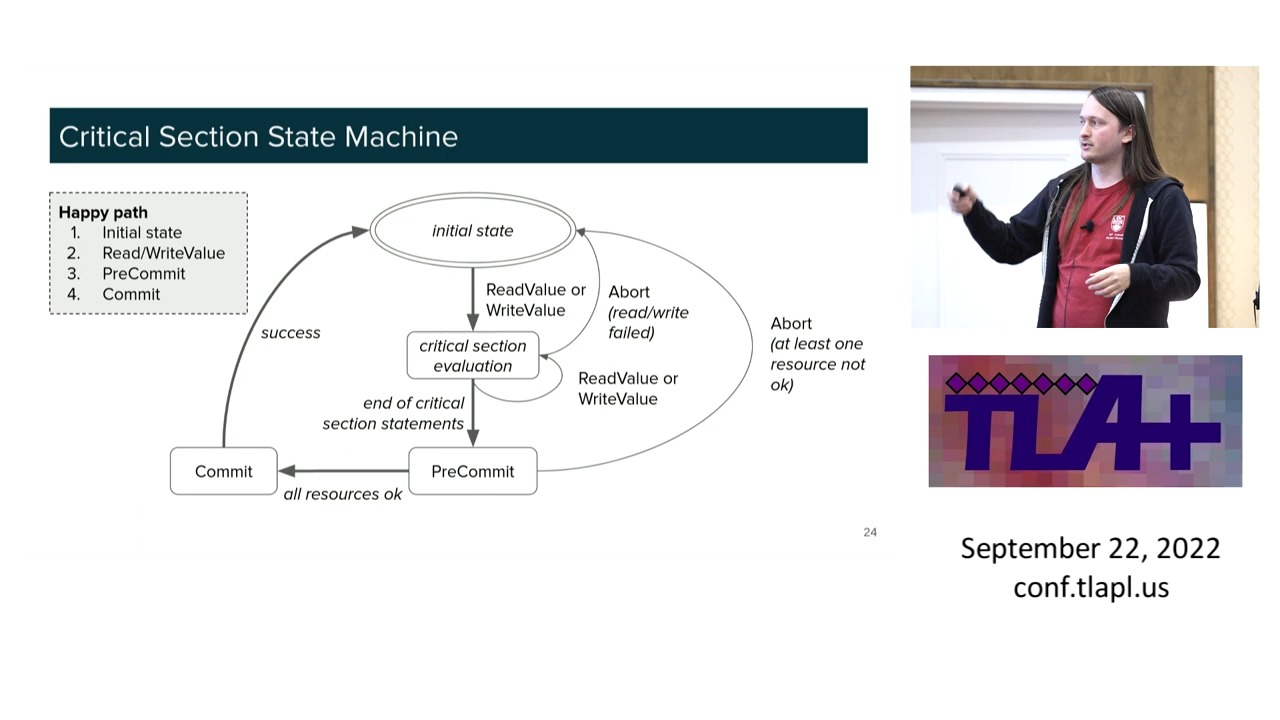 Critical Section State Machine
Happy path
1. Initial state
2. Read/WriteValue
3. PreCommit
4. Commit
initial state
ReadValue or
WriteValue
Abort
(read/write
failed)
success
Abort
(at least one
resource not
ok)
critical section
evaluation
ReadValue or
WriteValue
end of critical
section statements
Commit
PreCommit
all resources ok
24
TLA+
September 22, 2022
conf.tlapl.us